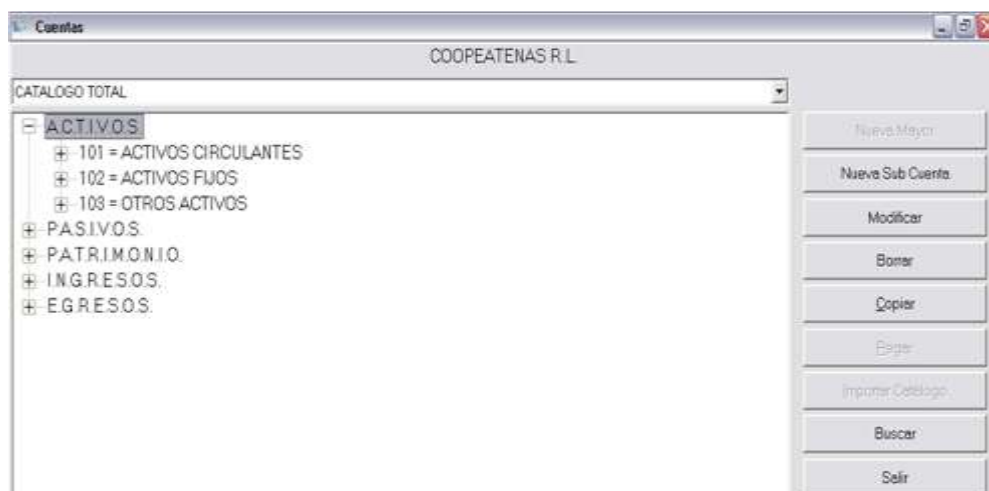 Cuentas
COOPEATENAS R.L.
CATALOGO TOTAL
A.C.T.I.V.O.S.
101 = ACTIVOS CIRCULANTES
102 = ACTIVOS FIJOS
103 = OTROS ACTIVOS
P.A.S.I.V.O.S.
P.A.T.R.I.M.O.N.I.O.
I.N.G.R.E.S.O.S.
E.G.R.E.S.O.S.
Nueva Mayor
Nueva Sub Cuenta
Modificar
Borrar
Copiar
Pegar
Importar Catálogo
Buscar
Salir